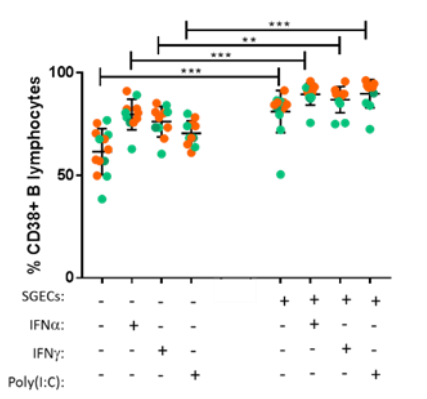 ***
**
***
***
100
50
0
% CD38+ B lymphocytes
SGECs: - - - - + + + +
IFNα: - + - - - + - -
IFNγ: - - + - - - + -
Poly(I:C): - - - + - - - +